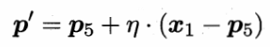 p′ = p₅ + η · (x₁ − p₅)